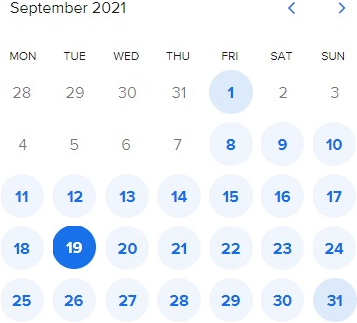 September 2021
MON TUE WED THU FRI SAT SUN
28 29 30 31 1 2 3
4 5 6 7 8 9 10
11 12 13 14 15 16 17
18 19 20 21 22 23 24
25 26 27 28 29 30 31